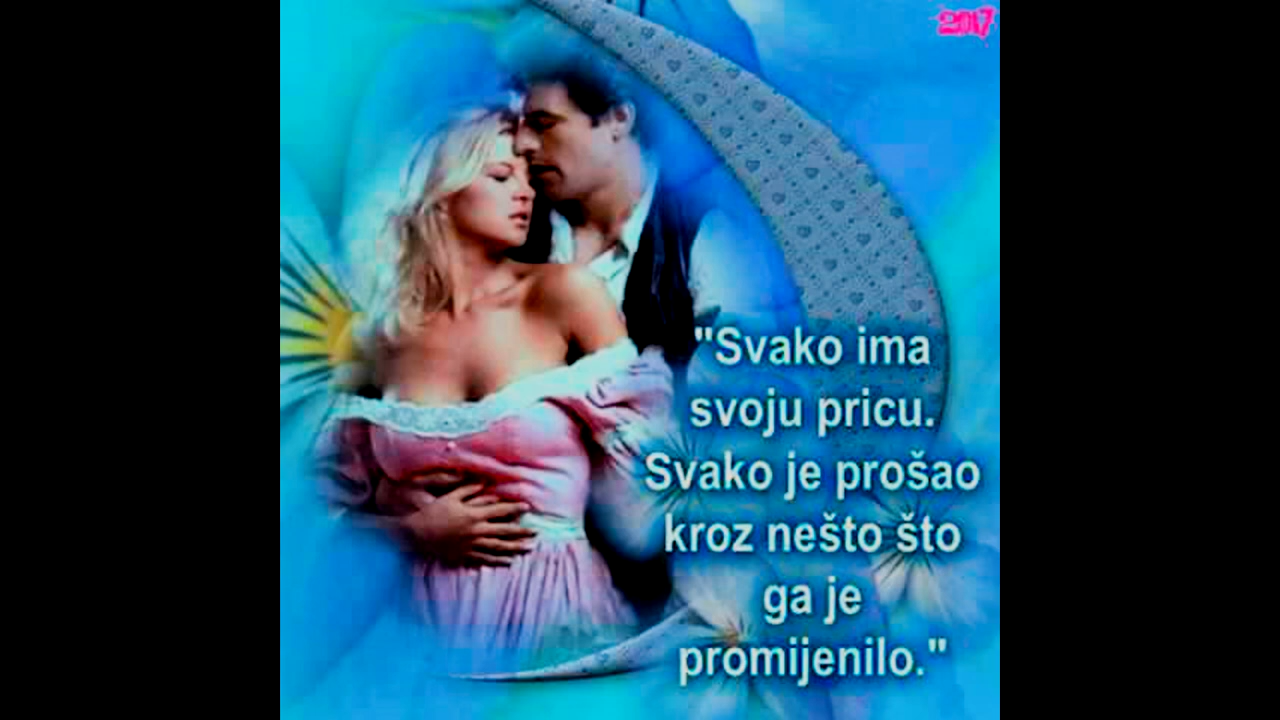 2017
"Svako ima
svoju pricu.
Svako je prošao
kroz nešto što
ga je
promijenilo."